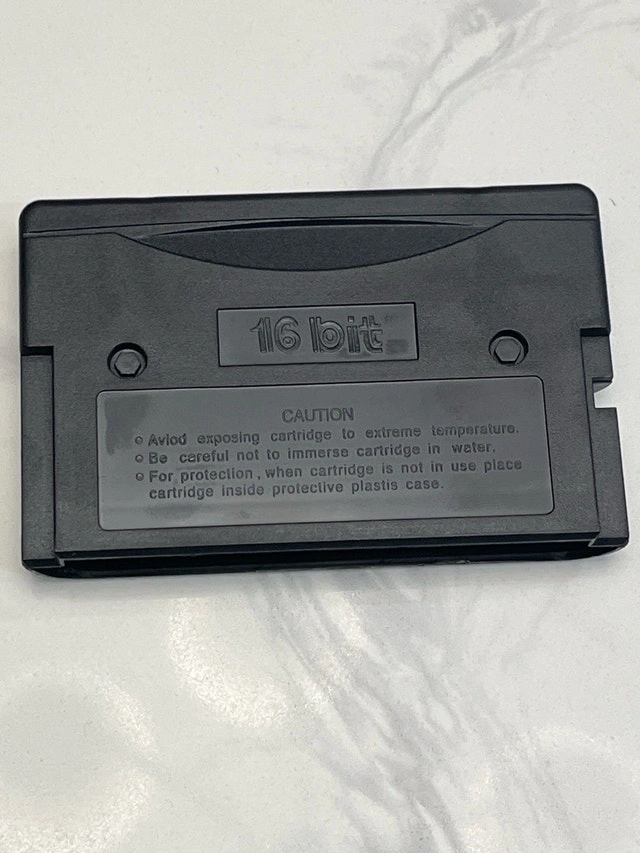 16 bit
CAUTION
Aviod exposing cartridge to extreme temperature.
Be careful not to immerse cartridge in water.
For protection, when cartridge is not in use place
cartridge inside protective plastis case.